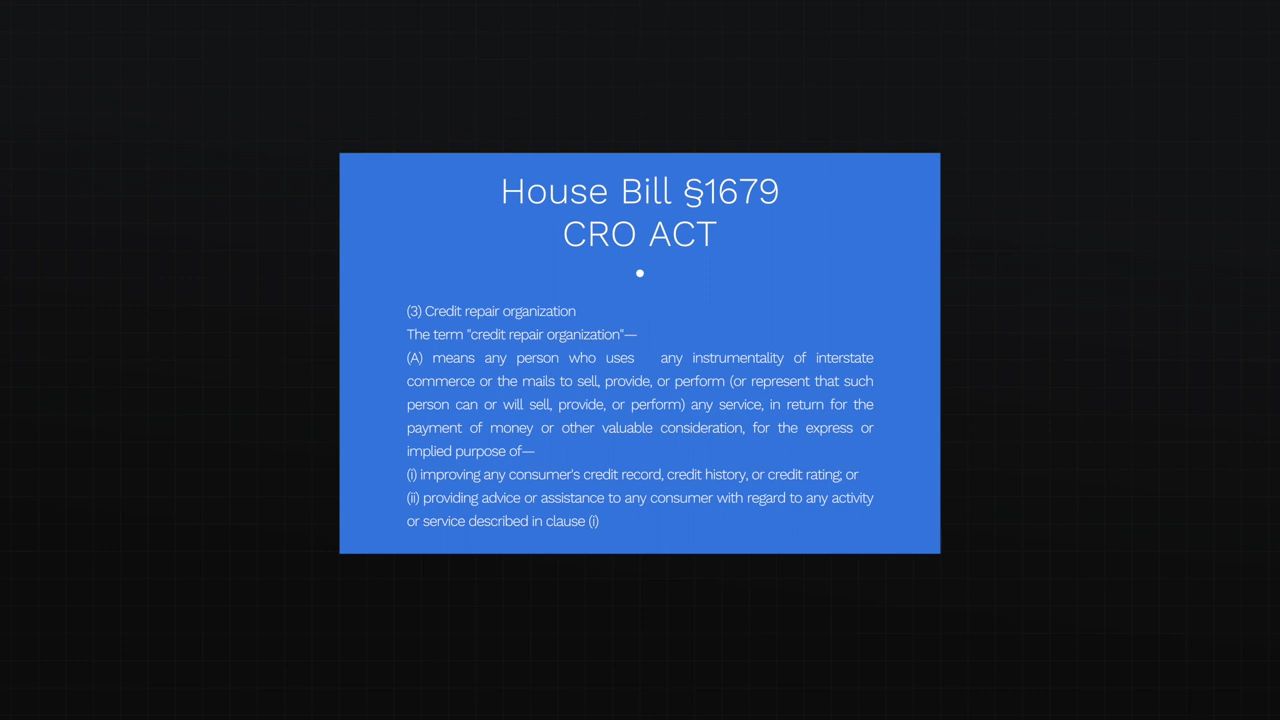 House Bill §1679
CRO ACT
(3) Credit repair organization
The term "credit repair organization"—
(A) means any person who uses any instrumentality of interstate
commerce or the mails to sell, provide, or perform (or represent that such
person can or will sell, provide, or perform) any service, in return for the
payment of money or other valuable consideration, for the express or
implied purpose of—
(i) improving any consumer's credit record, credit history, or credit rating; or
(ii) providing advice or assistance to any consumer with regard to any activity
or service described in clause (i)